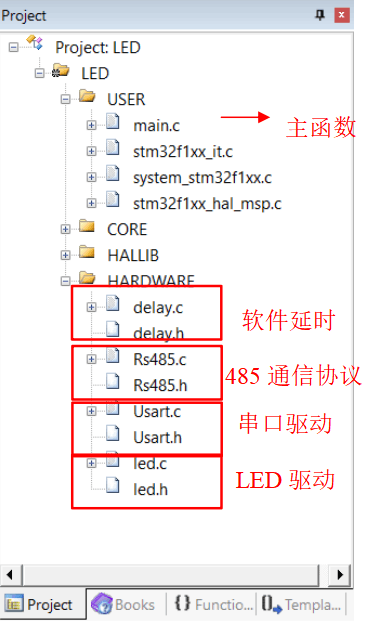 Project
Project: LED
LED
USER
main.c
主函数
stm32f1xx_it.c
system_stm32f1xx.c
stm32f1xx_hal_msp.c
CORE
HALLIB
HARDWARE
delay.c
软件延时
delay.h
Rs485.c
485 通信协议
Rs485.h
Usart.c
串口驱动
Usart.h
led.c
LED 驱动
led.h
Project Books {} Functio... 0 Templa...